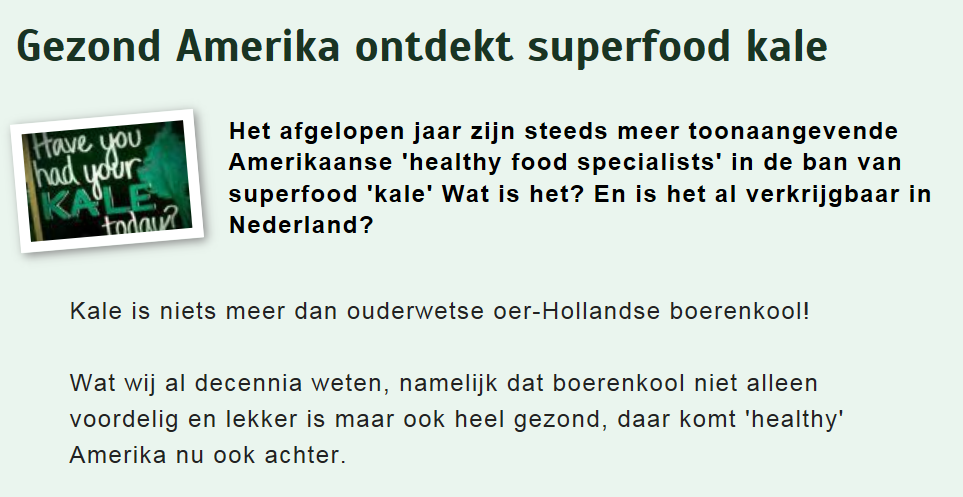 Gezond Amerika ontdekt superfood kale
Have you
had your
KALE
today?
Het afgelopen jaar zijn steeds meer toonaangevende
Amerikaanse 'healthy food specialists' in de ban van
superfood 'kale' Wat is het? En is het al verkrijgbaar in
Nederland?
Kale is niets meer dan ouderwetse oer-Hollandse boerenkool!
Wat wij al decennia weten, namelijk dat boerenkool niet alleen
voordelig en lekker is maar ook heel gezond, daar komt 'healthy'
Amerika nu ook achter.